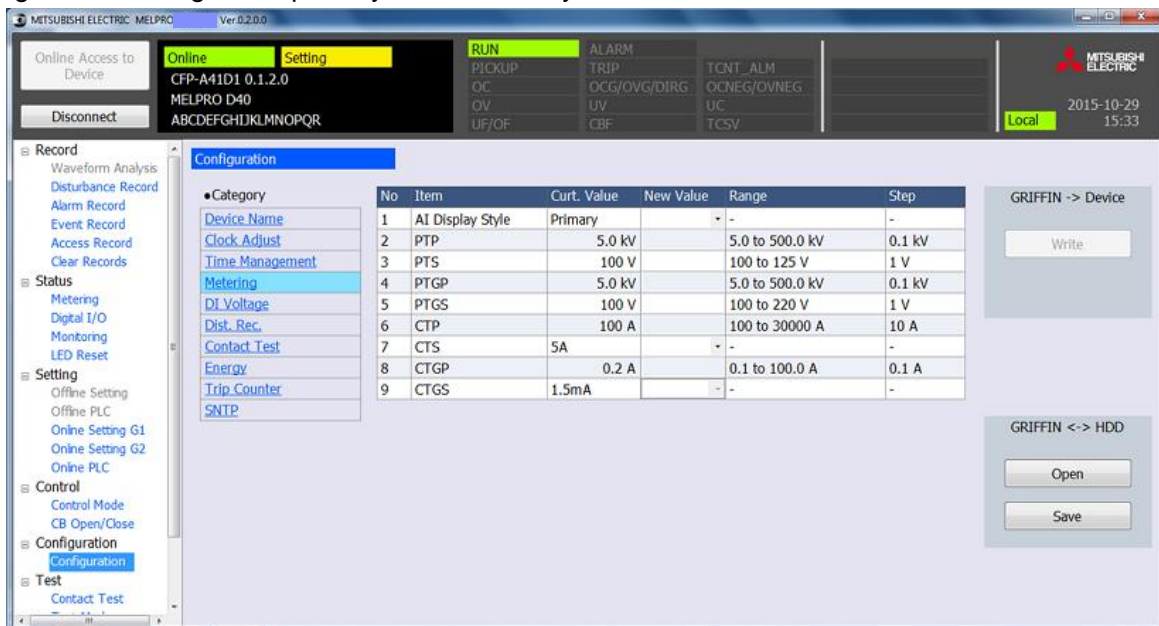 MITSUBISHI ELECTRIC MELPRO Ver.0.2.0.0
Online Access to
Device
Disconnect
Online Setting
CFP-A41D1 0.1.2.0
MELPRO D40
ABCDEFGHIJKLMNOPQR
RUN ALARM
PICKUP TRIP TCNT_ALM
OC OCG/OVG/DIRG OCNEG/OVNEG
OV UV UC
UF/OF CBF TCSV
MITSUBISHI
ELECTRIC
2015-10-29
Local 15:33
Record
Waveform Analysis
Disturbance Record
Alarm Record
Event Record
Access Record
Clear Records
Status
Metering
Digital I/O
Monitoring
LED Reset
Setting
Offline Setting
Offline PLC
Online Setting G1
Online Setting G2
Online PLC
Control
Control Mode
CB Open/Close
Configuration
Configuration
Test
Contact Test
Configuration
•Category
Device Name
Clock Adjust
Time Management
Metering
DI Voltage
Dist. Rec.
Contact Test
Energy
Trip Counter
SNTP
No Item Curt. Value New Value Range Step
1 AI Display Style Primary - -
2 PTP 5.0 kV 5.0 to 500.0 kV 0.1 kV
3 PTS 100 V 100 to 125 V 1 V
4 PTGP 5.0 kV 5.0 to 500.0 kV 0.1 kV
5 PTGS 100 V 100 to 220 V 1 V
6 CTP 100 A 100 to 30000 A 10 A
7 CTS 5A - -
8 CTGP 0.2 A 0.1 to 100.0 A 0.1 A
9 CTGS 1.5mA - -
GRIFFIN -> Device
Write
GRIFFIN <-> HDD
Open
Save